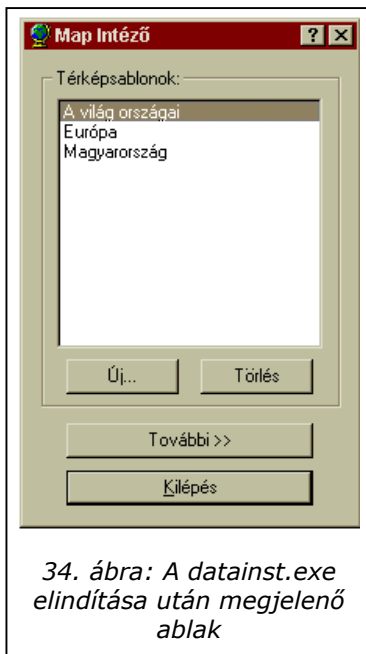 Map Intéző
Térképsablonok:
A világ országai
Európa
Magyarország
Új...
Törlés
További >>
Kilépés
34. ábra: A datainst.exe
elindítása után megjelenő
ablak